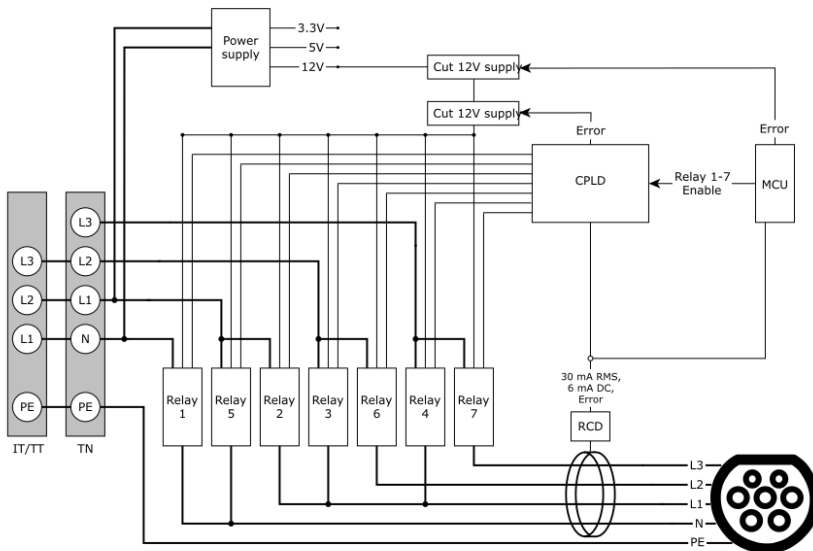 Power
supply
3.3V
5V
12V
Cut 12V supply
Cut 12V supply
Error
Error
CPLD
Relay 1-7
Enable
MCU
L3
L3
L2
L2
L1
L1
N
PE
PE
IT/TT
TN
Relay
1
Relay
5
Relay
2
Relay
3
Relay
6
Relay
4
Relay
7
30 mA RMS,
6 mA DC,
Error
RCD
L3
L2
L1
N
PE